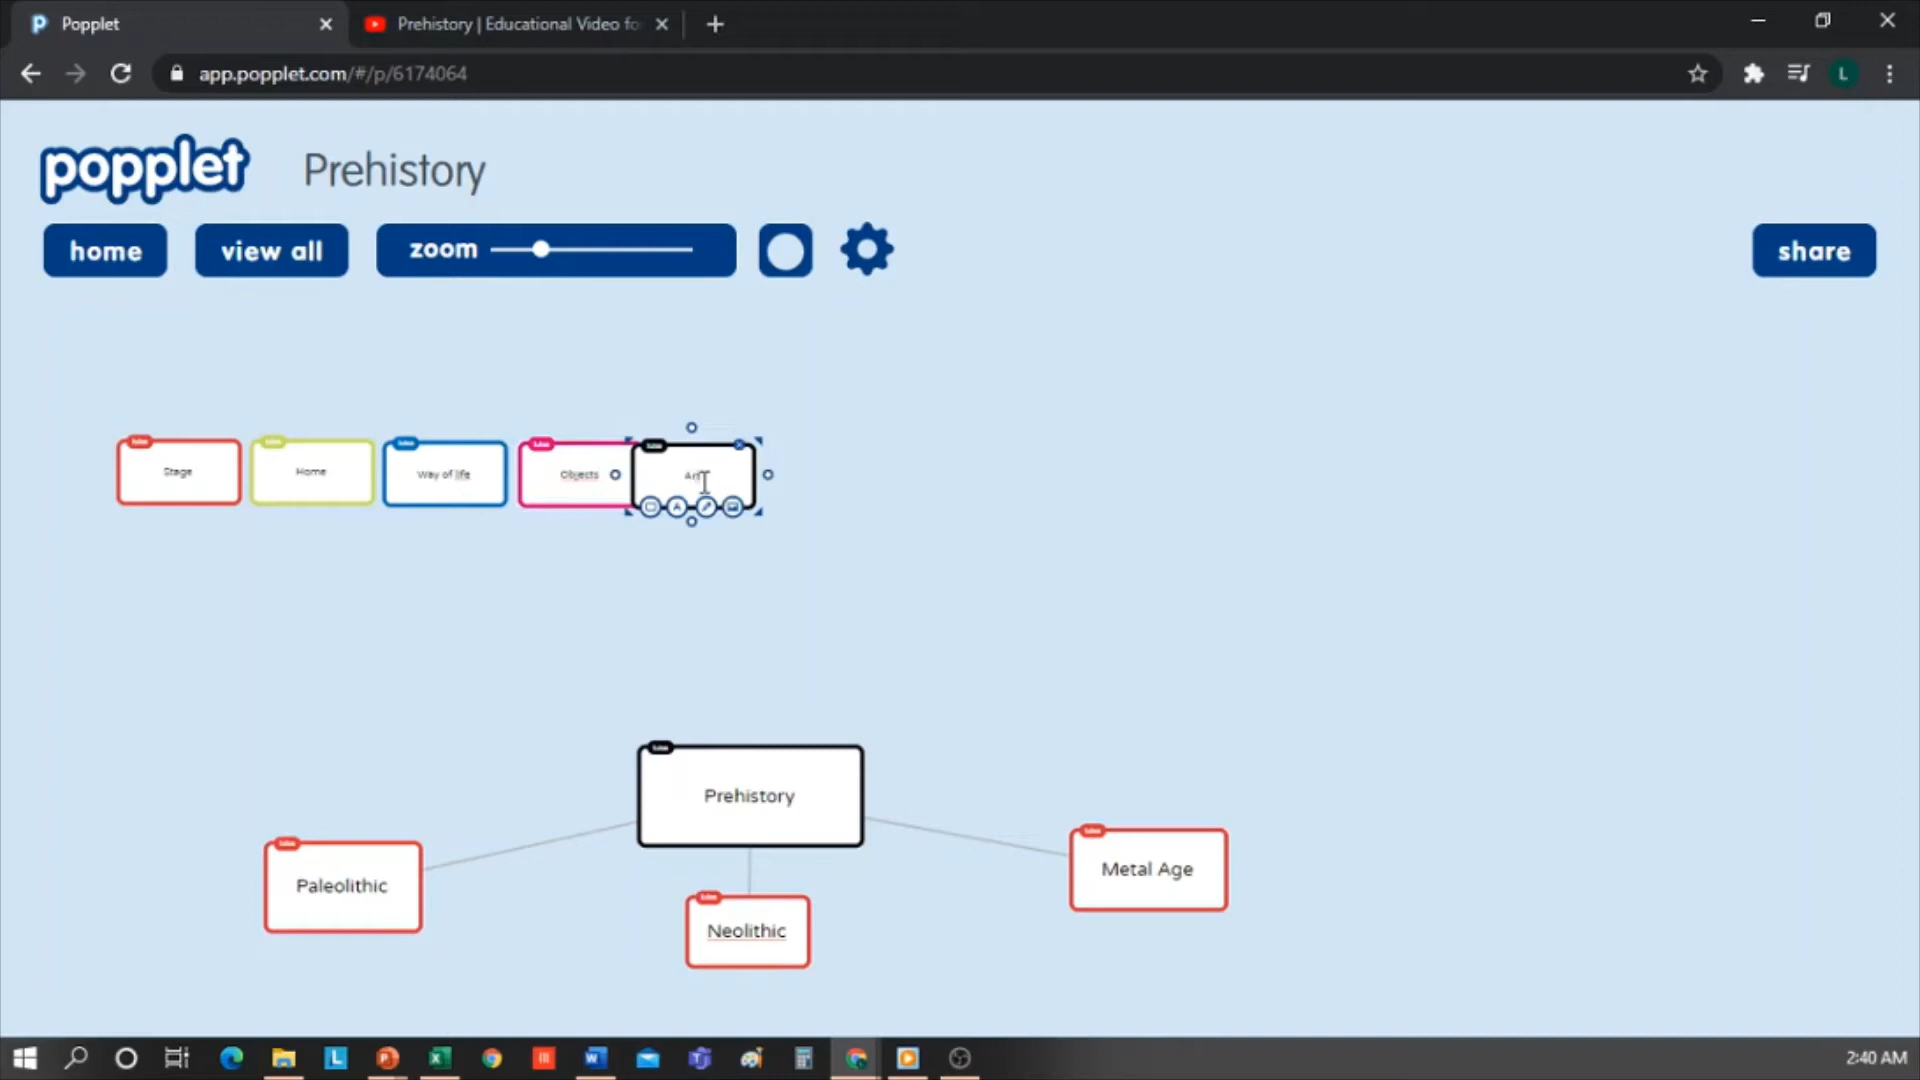 Popplet
Prehistory | Educational Video fo
app.popplet.com/#/p/6174064
L
popplet
Prehistory
home
view all
zoom
share
Stage
Home
Way of life
Objects
Art
Prehistory
Paleolithic
Neolithic
Metal Age
2:40 AM